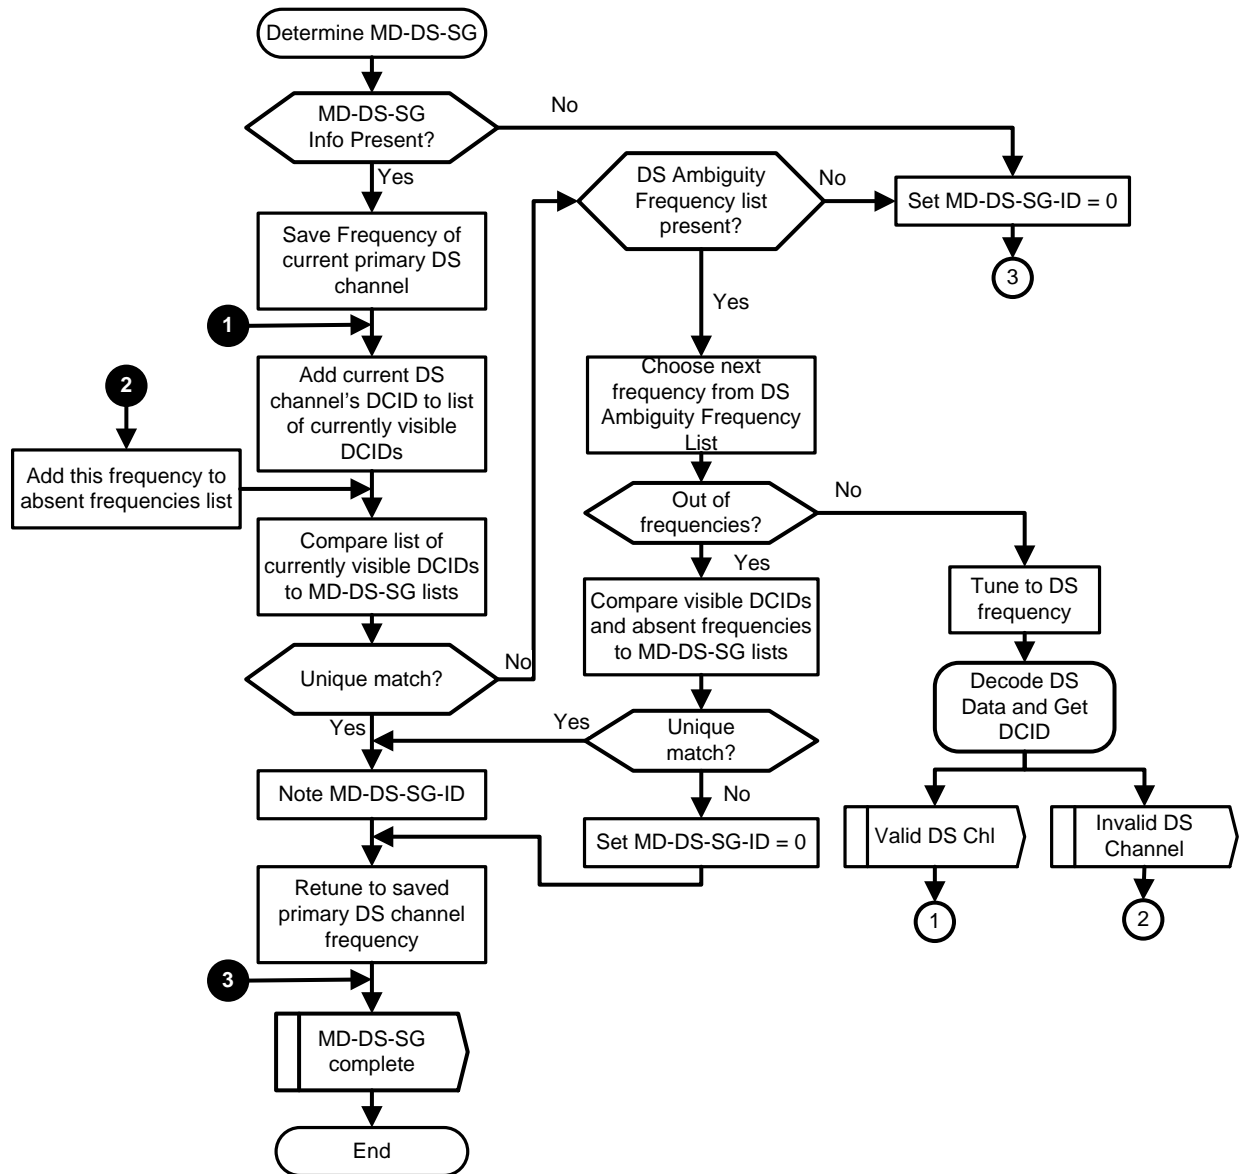 Determine MD-DS-SG
MD-DS-SG
Info Present?
No
Yes
Save Frequency of
current primary DS
channel
1
Add current DS
channel's DCID to list
of currently visible
DCIDs
2
Add this frequency to
absent frequencies list
Compare list of
currently visible DCIDs
to MD-DS-SG lists
Unique match?
No
Yes
Note MD-DS-SG-ID
Retune to saved
primary DS channel
frequency
3
MD-DS-SG
complete
End
DS Ambiguity
Frequency list
present?
No
Set MD-DS-SG-ID = 0
3
Yes
Choose next
frequency from DS
Ambiguity Frequency
List
Out of
frequencies?
No
Yes
Compare visible DCIDs
and absent frequencies
to MD-DS-SG lists
Unique
match?
Yes
No
Set MD-DS-SG-ID = 0
Tune to DS
frequency
Decode DS
Data and Get
DCID
Valid DS Chl
Invalid DS
Channel
1
2